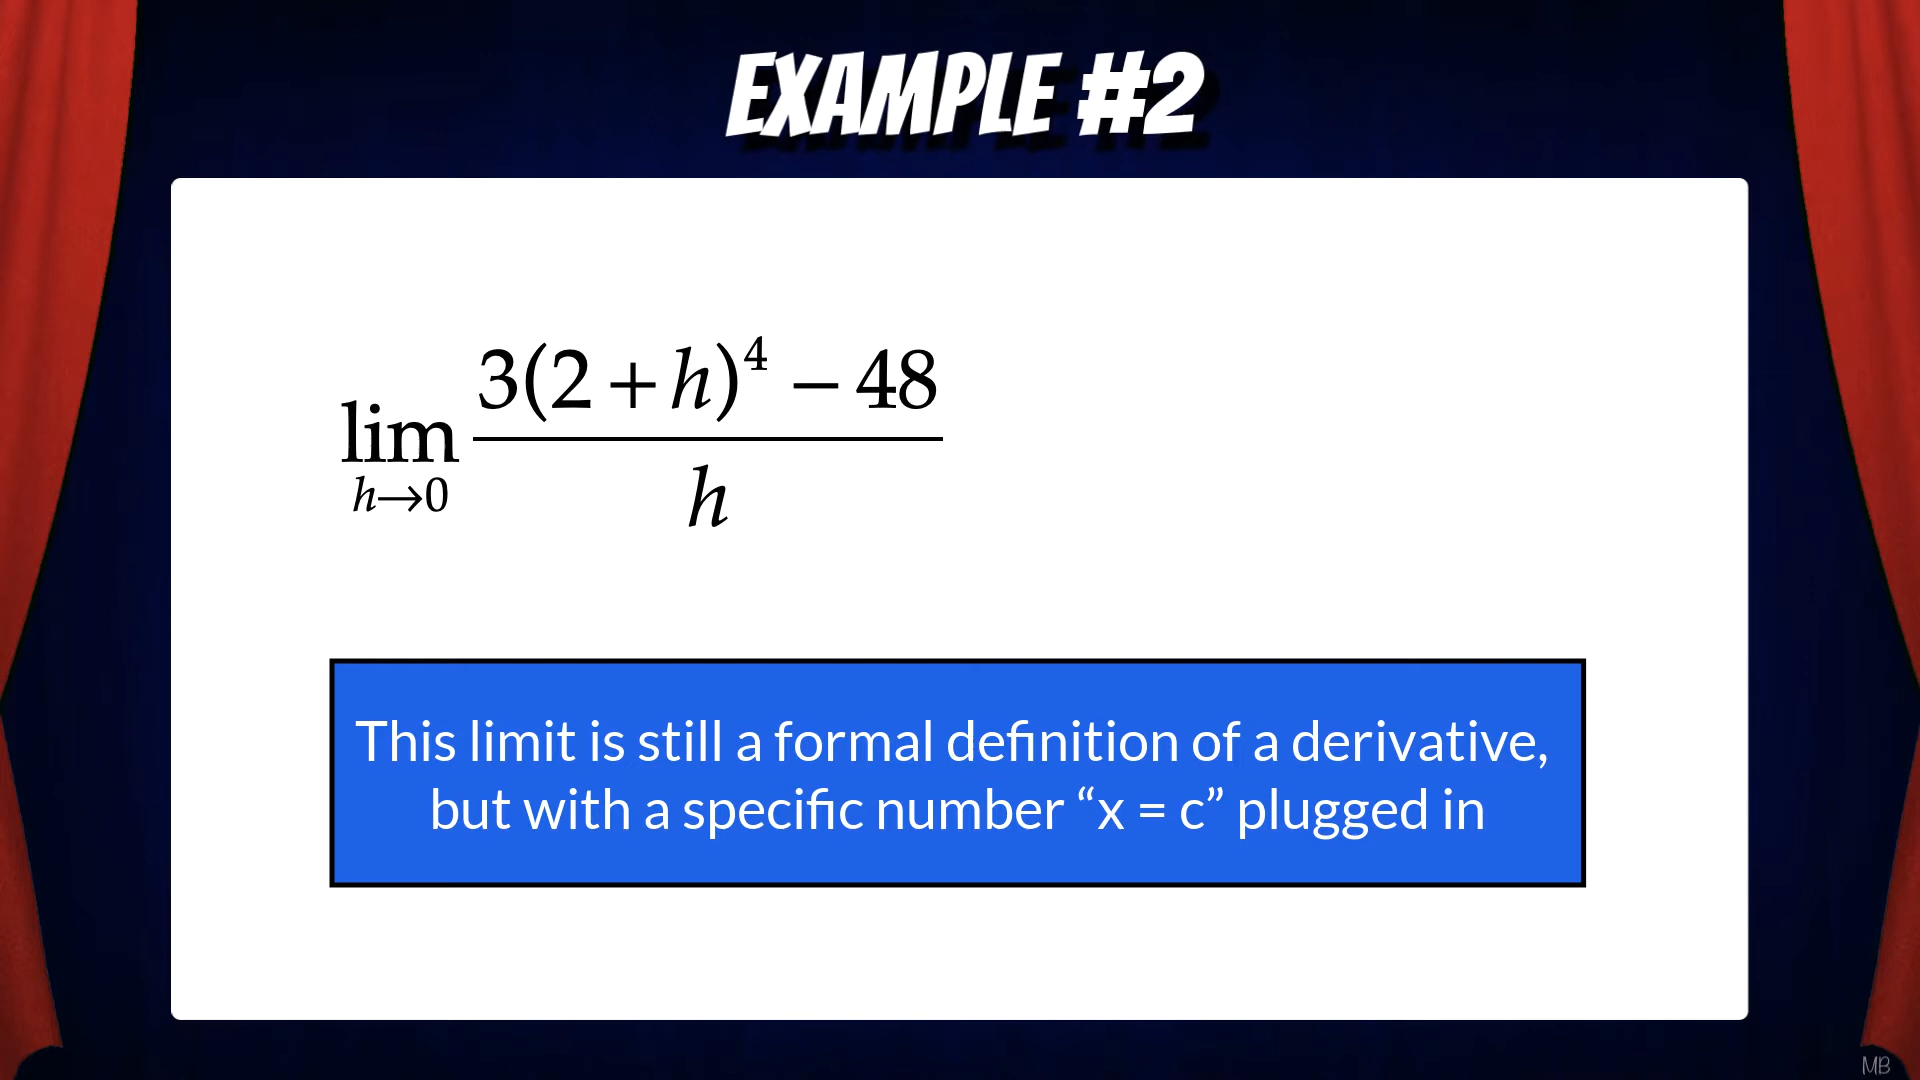 EXAMPLE #2
lim h→0 3(2 + h)⁴ − 48
h
This limit is still a formal definition of a derivative,
but with a specific number “x = c” plugged in
MB